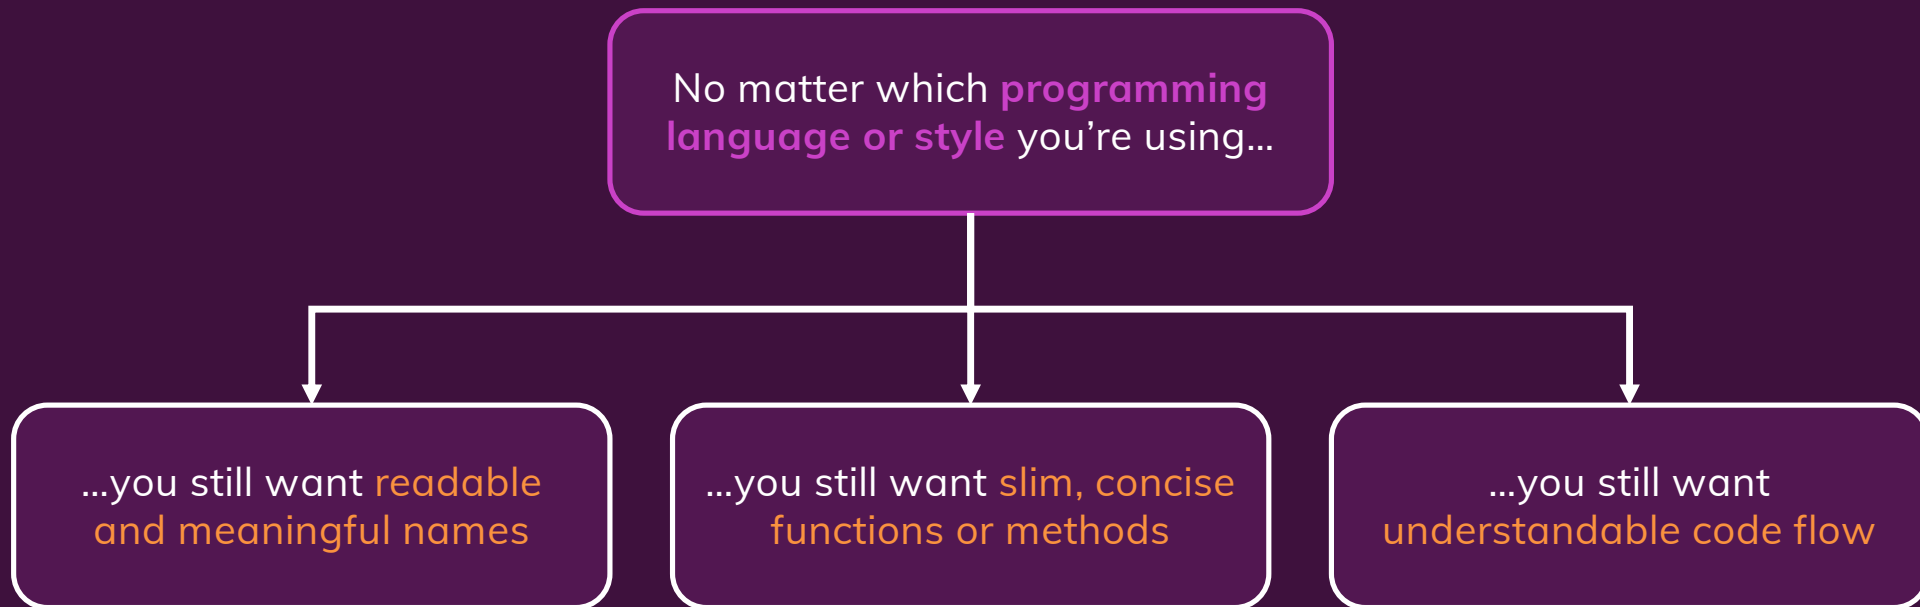 No matter which programming
language or style you’re using…
…you still want readable
and meaningful names
…you still want slim, concise
functions or methods
…you still want
understandable code flow